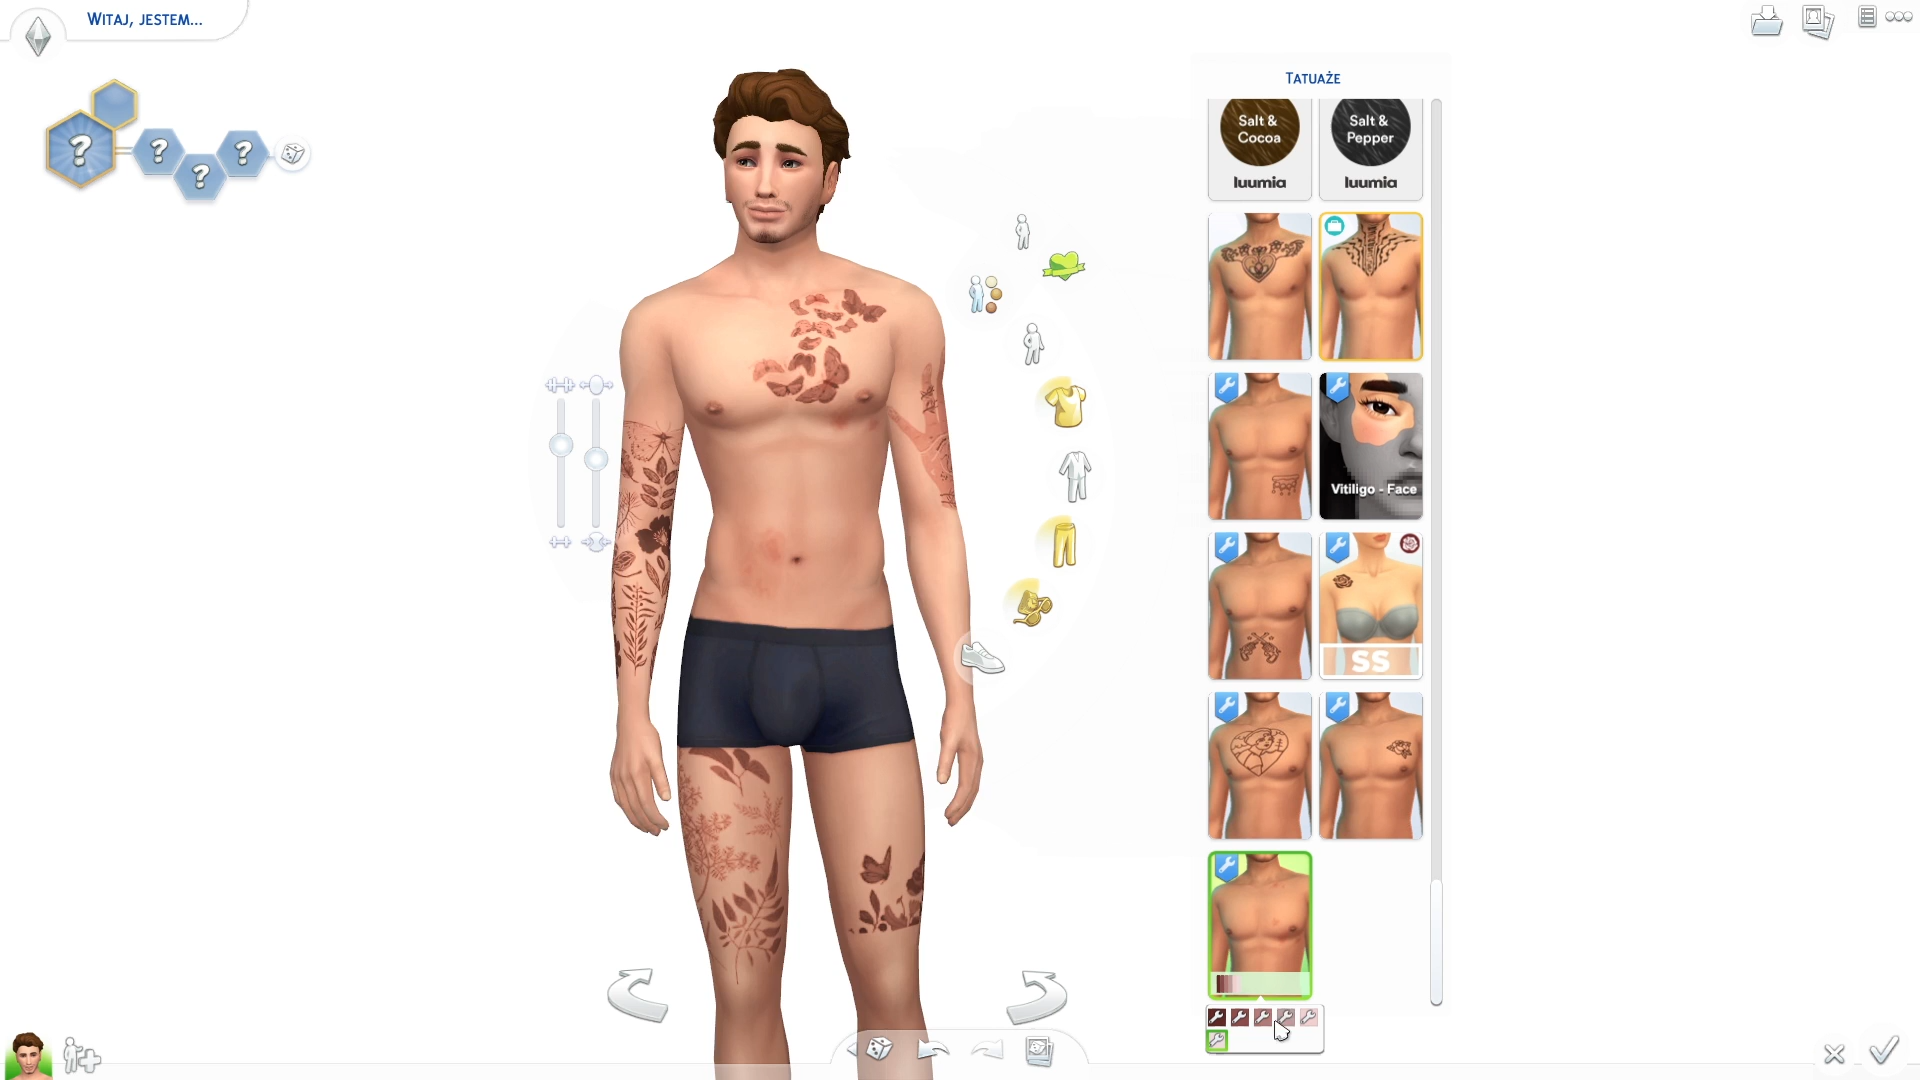 Witaj, jestem...
Tatuaże
Salt &
Cocoa
luumia
Salt &
Pepper
luumia
Vitiligo - Face
SS